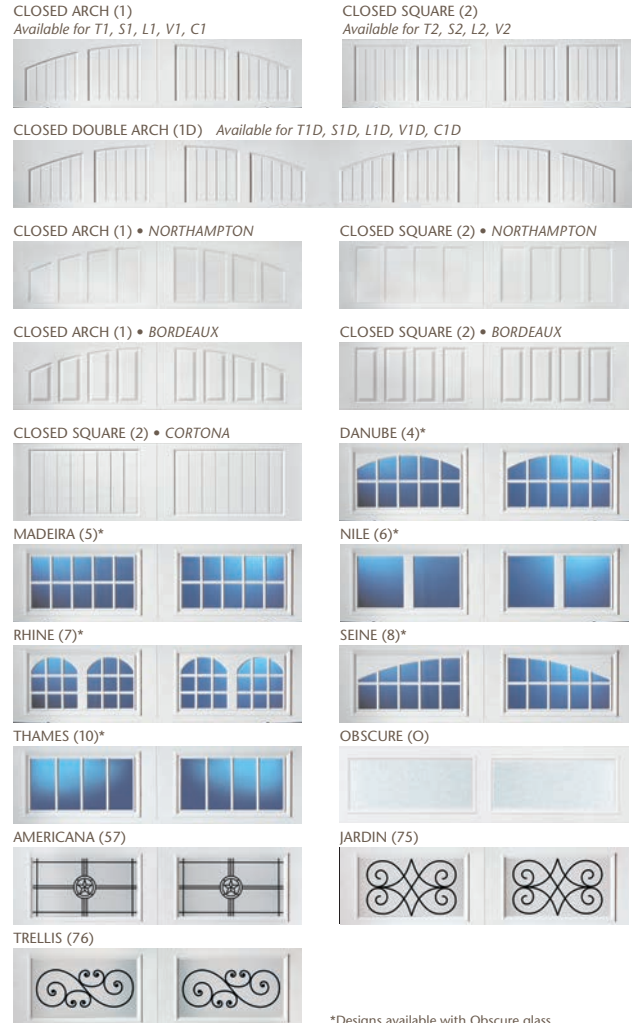 CLOSED ARCH (1)
Available for T1, S1, L1, V1, C1
CLOSED SQUARE (2)
Available for T2, S2, L2, V2
CLOSED DOUBLE ARCH (1D) Available for T1D, S1D, L1D, V1D, C1D
CLOSED ARCH (1) • NORTHAMPTON
CLOSED SQUARE (2) • NORTHAMPTON
CLOSED ARCH (1) • BORDEAUX
CLOSED SQUARE (2) • BORDEAUX
CLOSED SQUARE (2) • CORTONA
DANUBE (4)*
MADEIRA (5)*
NILE (6)*
RHINE (7)*
SEINE (8)*
THAMES (10)*
OBSCURE (O)
AMERICANA (57)
JARDIN (75)
TRELLIS (76)
*Designs available with Obscure glass